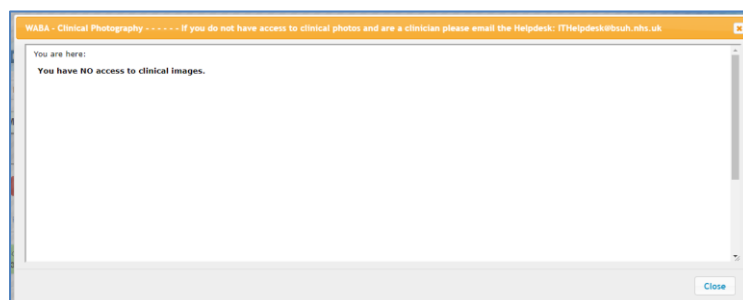 WABA - Clinical Photography - - - - - - If you do not have access to clinical photos and are a clinician please email the Helpdesk: ITHelpdesk@bsuh.nhs.uk
You are here:
You have NO access to clinical images.
Close